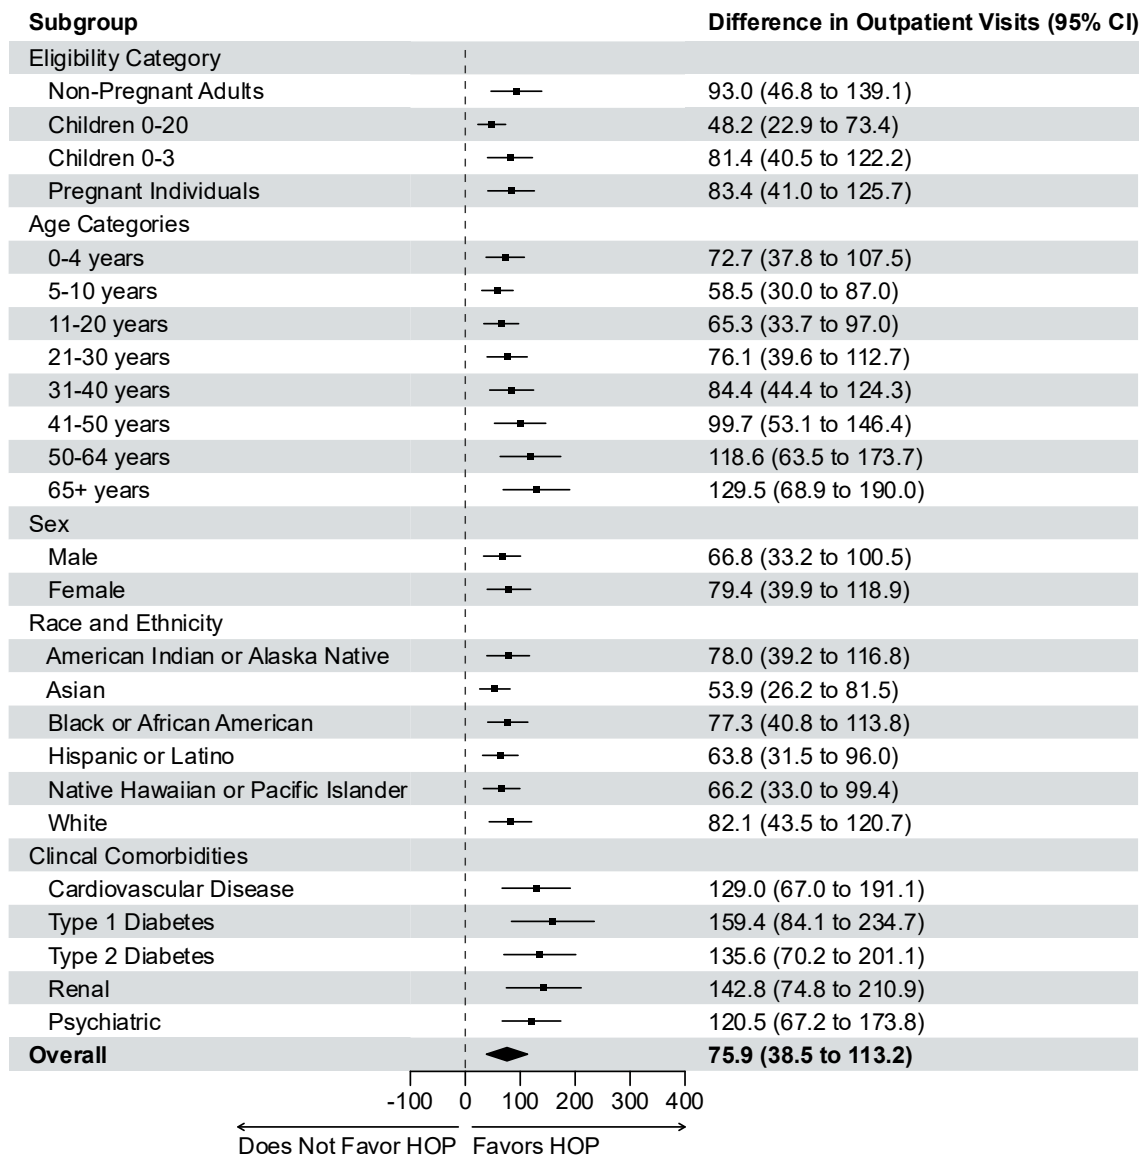 Subgroup Difference in Outpatient Visits (95% CI)
Eligibility Category
Non-Pregnant Adults 93.0 (46.8 to 139.1)
Children 0-20 48.2 (22.9 to 73.4)
Children 0-3 81.4 (40.5 to 122.2)
Pregnant Individuals 83.4 (41.0 to 125.7)
Age Categories
0-4 years 72.7 (37.8 to 107.5)
5-10 years 58.5 (30.0 to 87.0)
11-20 years 65.3 (33.7 to 97.0)
21-30 years 76.1 (39.6 to 112.7)
31-40 years 84.4 (44.4 to 124.3)
41-50 years 99.7 (53.1 to 146.4)
50-64 years 118.6 (63.5 to 173.7)
65+ years 129.5 (68.9 to 190.0)
Sex
Male 66.8 (33.2 to 100.5)
Female 79.4 (39.9 to 118.9)
Race and Ethnicity
American Indian or Alaska Native 78.0 (39.2 to 116.8)
Asian 53.9 (26.2 to 81.5)
Black or African American 77.3 (40.8 to 113.8)
Hispanic or Latino 63.8 (31.5 to 96.0)
Native Hawaiian or Pacific Islander 66.2 (33.0 to 99.4)
White 82.1 (43.5 to 120.7)
Clincal Comorbidities
Cardiovascular Disease 129.0 (67.0 to 191.1)
Type 1 Diabetes 159.4 (84.1 to 234.7)
Type 2 Diabetes 135.6 (70.2 to 201.1)
Renal 142.8 (74.8 to 210.9)
Psychiatric 120.5 (67.2 to 173.8)
Overall 75.9 (38.5 to 113.2)
-100 0 100 200 300 400
Does Not Favor HOP Favors HOP